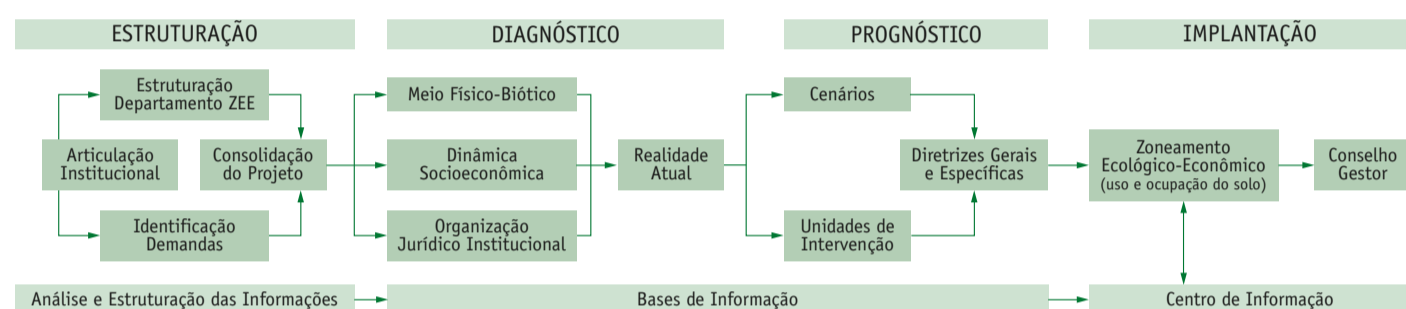 ESTRUTURAÇÃO
DIAGNÓSTICO
PROGNÓSTICO
IMPLANTAÇÃO
Estruturação
Departamento ZEE
Articulação
Institucional
Identificação
Demandas
Consolidação
do Projeto
Meio Físico-Biótico
Dinâmica
Socioeconômica
Organização
Jurídico Institucional
Realidade
Atual
Cenários
Unidades de
Intervenção
Diretrizes Gerais
e Específicas
Zoneamento
Ecológico-Econômico
(uso e ocupação do solo)
Conselho
Gestor
Análise e Estruturação das Informações
Bases de Informação
Centro de Informação